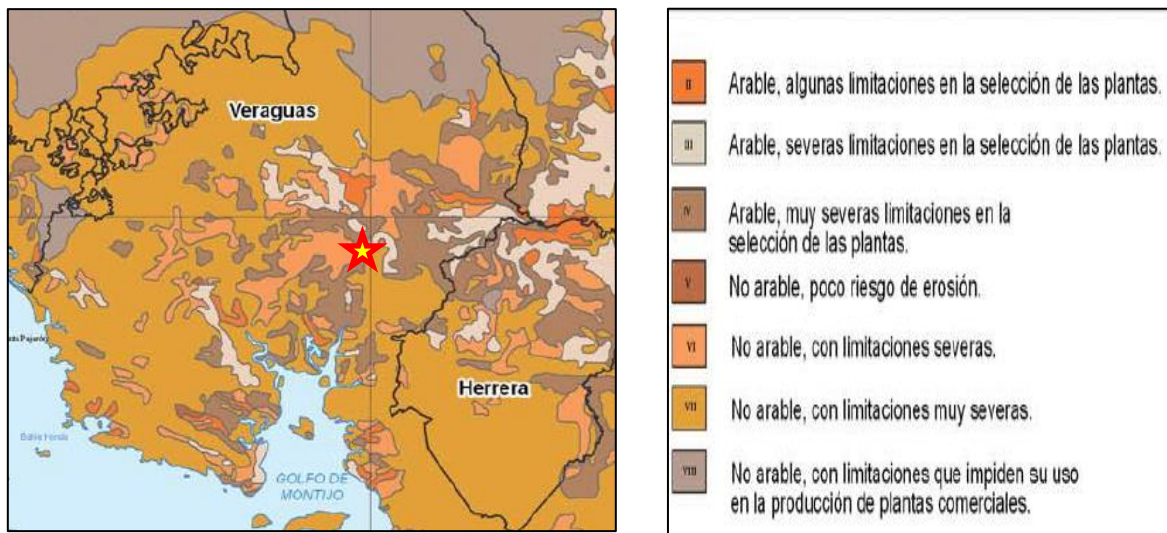 Veraguas
Herrera
Bahía Honda
GOLFO DE
MONTIJO
II
Arable, algunas limitaciones en la selección de las plantas.
III
Arable, severas limitaciones en la selección de las plantas.
IV
Arable, muy severas limitaciones en la
selección de las plantas.
V
No arable, poco riesgo de erosión.
VI
No arable, con limitaciones severas.
VII
No arable, con limitaciones muy severas.
VIII
No arable, con limitaciones que impiden su uso
en la producción de plantas comerciales.